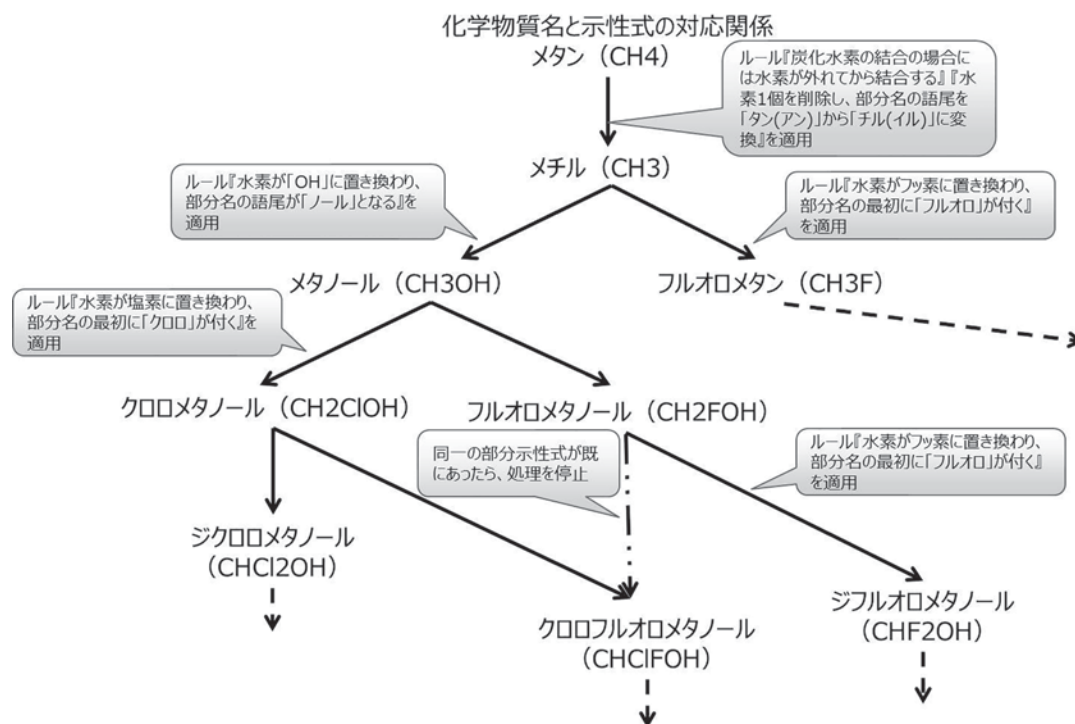 化学物質名と示性式の対応関係
メタン（CH4）
ルール『炭化水素の結合の場合に
は水素が外れてから結合する』『水
素1個を削除し、部分名の語尾を
「タン(アン)」から「チル(イル)」に変
換』を適用
メチル（CH3）
ルール『水素が「OH」に置き換わり、
部分名の語尾が「ノール」となる』を
適用
ルール『水素がフッ素に置き換わり、
部分名の最初に「フルオロ」が付く』
を適用
メタノール（CH3OH）
フルオロメタン（CH3F）
ルール『水素が塩素に置き換わり、
部分名の最初に「クロロ」が付く』を
適用
クロロメタノール（CH2ClOH）
フルオロメタノール（CH2FOH）
同一の部分示性式が既
にあったら、処理を停止
ルール『水素がフッ素に置き換わり、
部分名の最初に「フルオロ」が付く』
を適用
ジクロロメタノール
（CHCl2OH）
クロロフルオロメタノール
（CHClFOH）
ジフルオロメタノール
（CHF2OH）